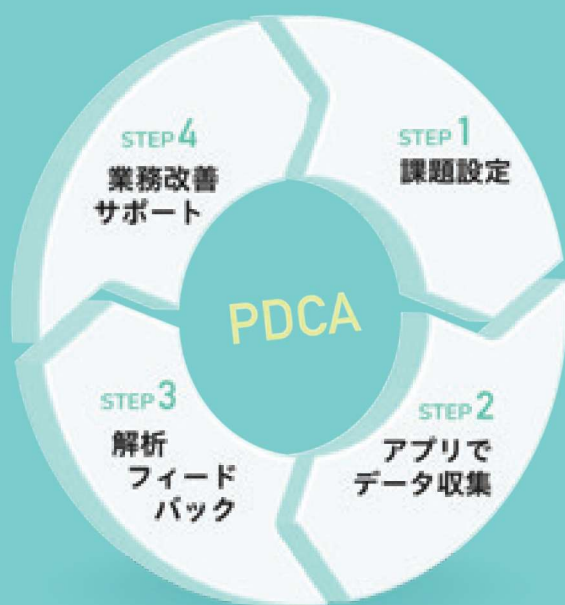 STEP 1
課題設定
STEP 2
アプリで
データ収集
STEP 3
解析
フィード
バック
STEP 4
業務改善
サポート
PDCA